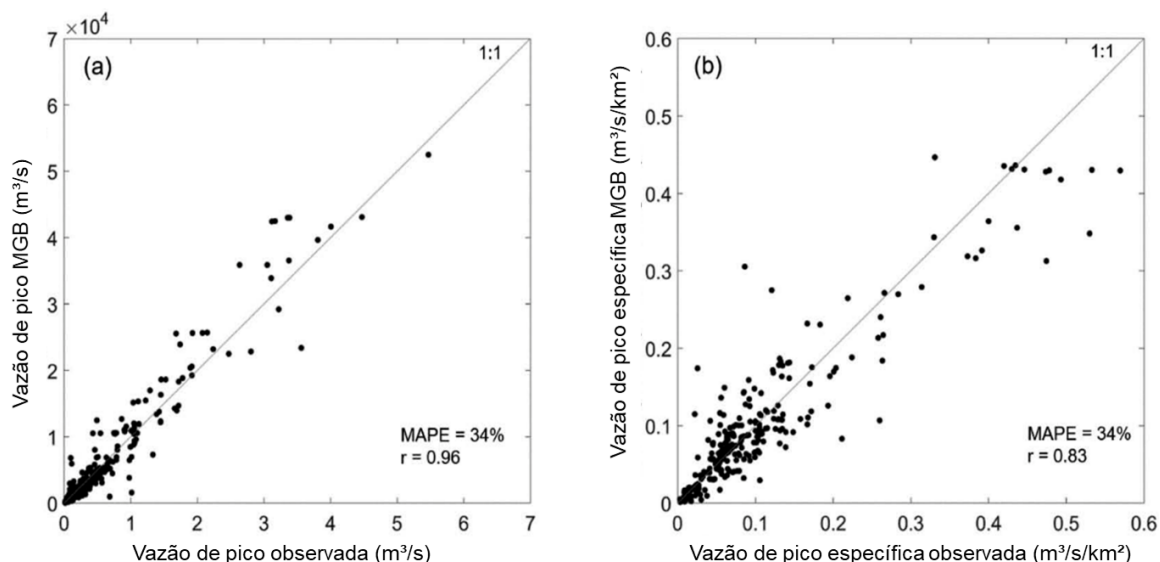 ×10⁴
7
6
5
4
3
2
1
0
(a)
1:1
MAPE = 34%
r = 0.96
0 1 2 3 4 5 6 7
Vazão de pico MGB (m³/s)
Vazão de pico observada (m³/s)
0.6
0.5
0.4
0.3
0.2
0.1
0
(b)
1:1
MAPE = 34%
r = 0.83
0 0.1 0.2 0.3 0.4 0.5 0.6
Vazão de pico específica MGB (m³/s/km²)
Vazão de pico específica observada (m³/s/km²)